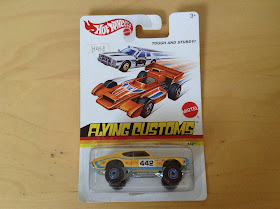 Hot Wheels
TOUGH AND STURDY!
MATTEL
FLYING CUSTOMS
442